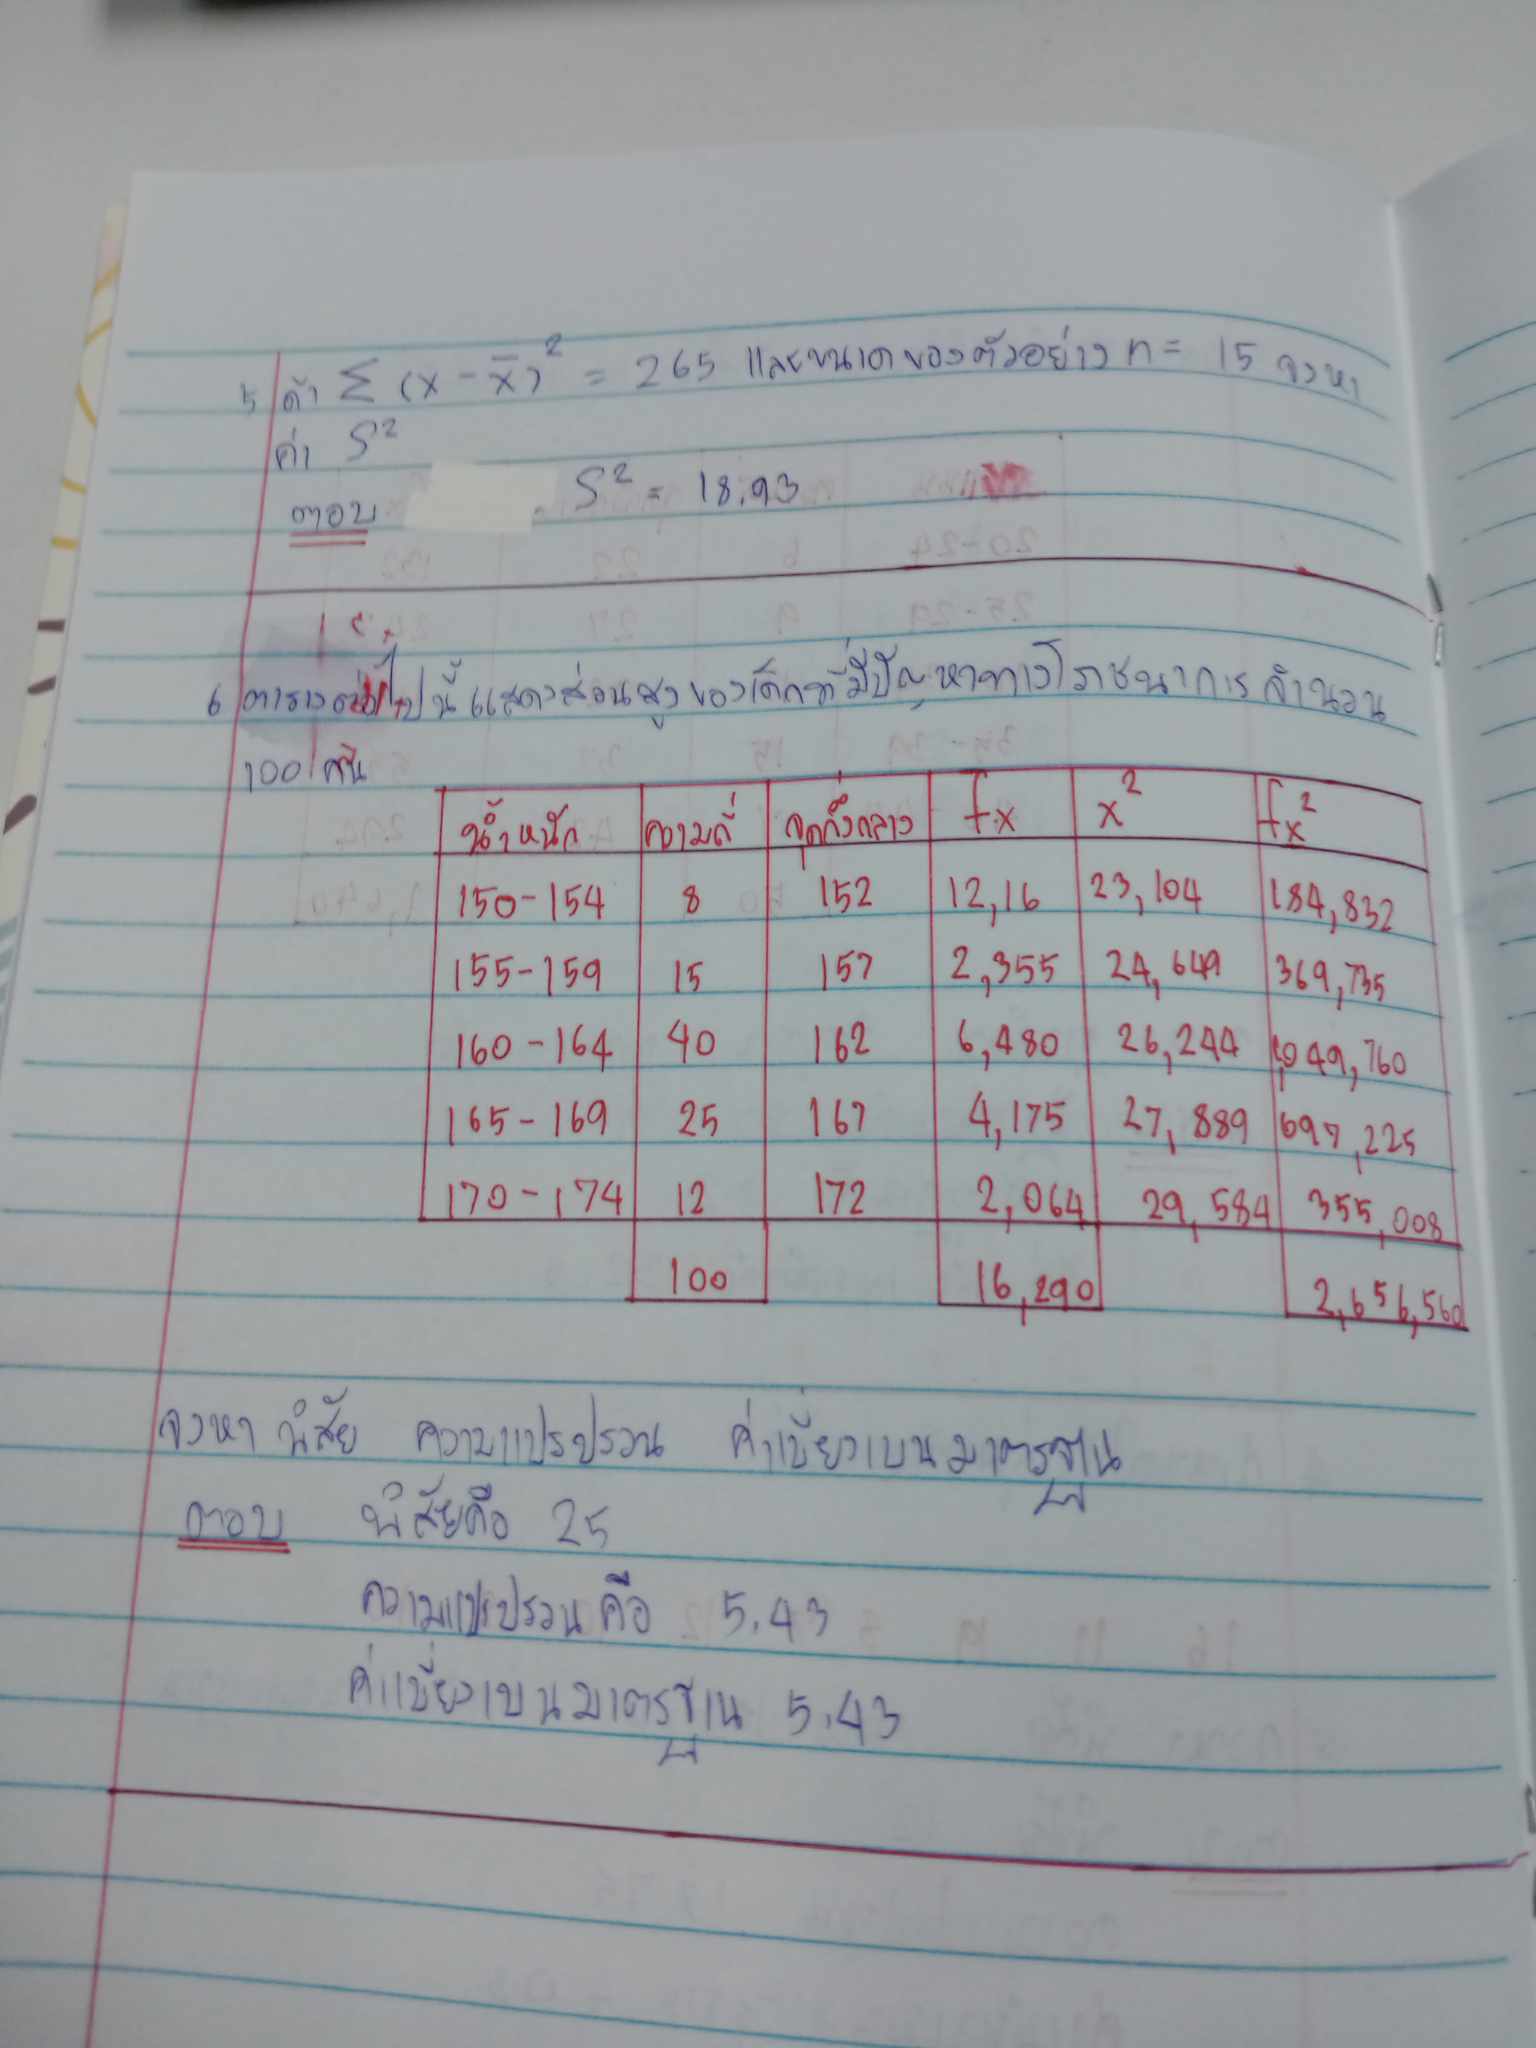 5 ถ้า Σ (x - x̄)² = 265 และขนาดของตัวอย่าง n = 15 จงหา
ค่า S²
ตอบ S² = 18.93
6 ตารางต่อไปนี้แสดงส่วนสูงของเด็กที่มีปัญหาทางโภชนาการ จำนวน
100 คน
น้ำหนัก ความถี่ จุดกึ่งกลาง fx x² fx²
150-154 8 152 12,16 23,104 184,832
155-159 15 157 2,355 24,649 369,735
160-164 40 162 6,480 26,244 1,049,760
165-169 25 167 4,175 27,889 697,225
170-174 12 172 2,064 29,584 355,008
100 16,290 2,656,560
จงหา พิสัย ความแปรปรวน ค่าเบี่ยงเบนมาตรฐาน
ตอบ พิสัยคือ 25
ความแปรปรวนคือ 5.43
ค่าเบี่ยงเบนมาตรฐาน 5.43